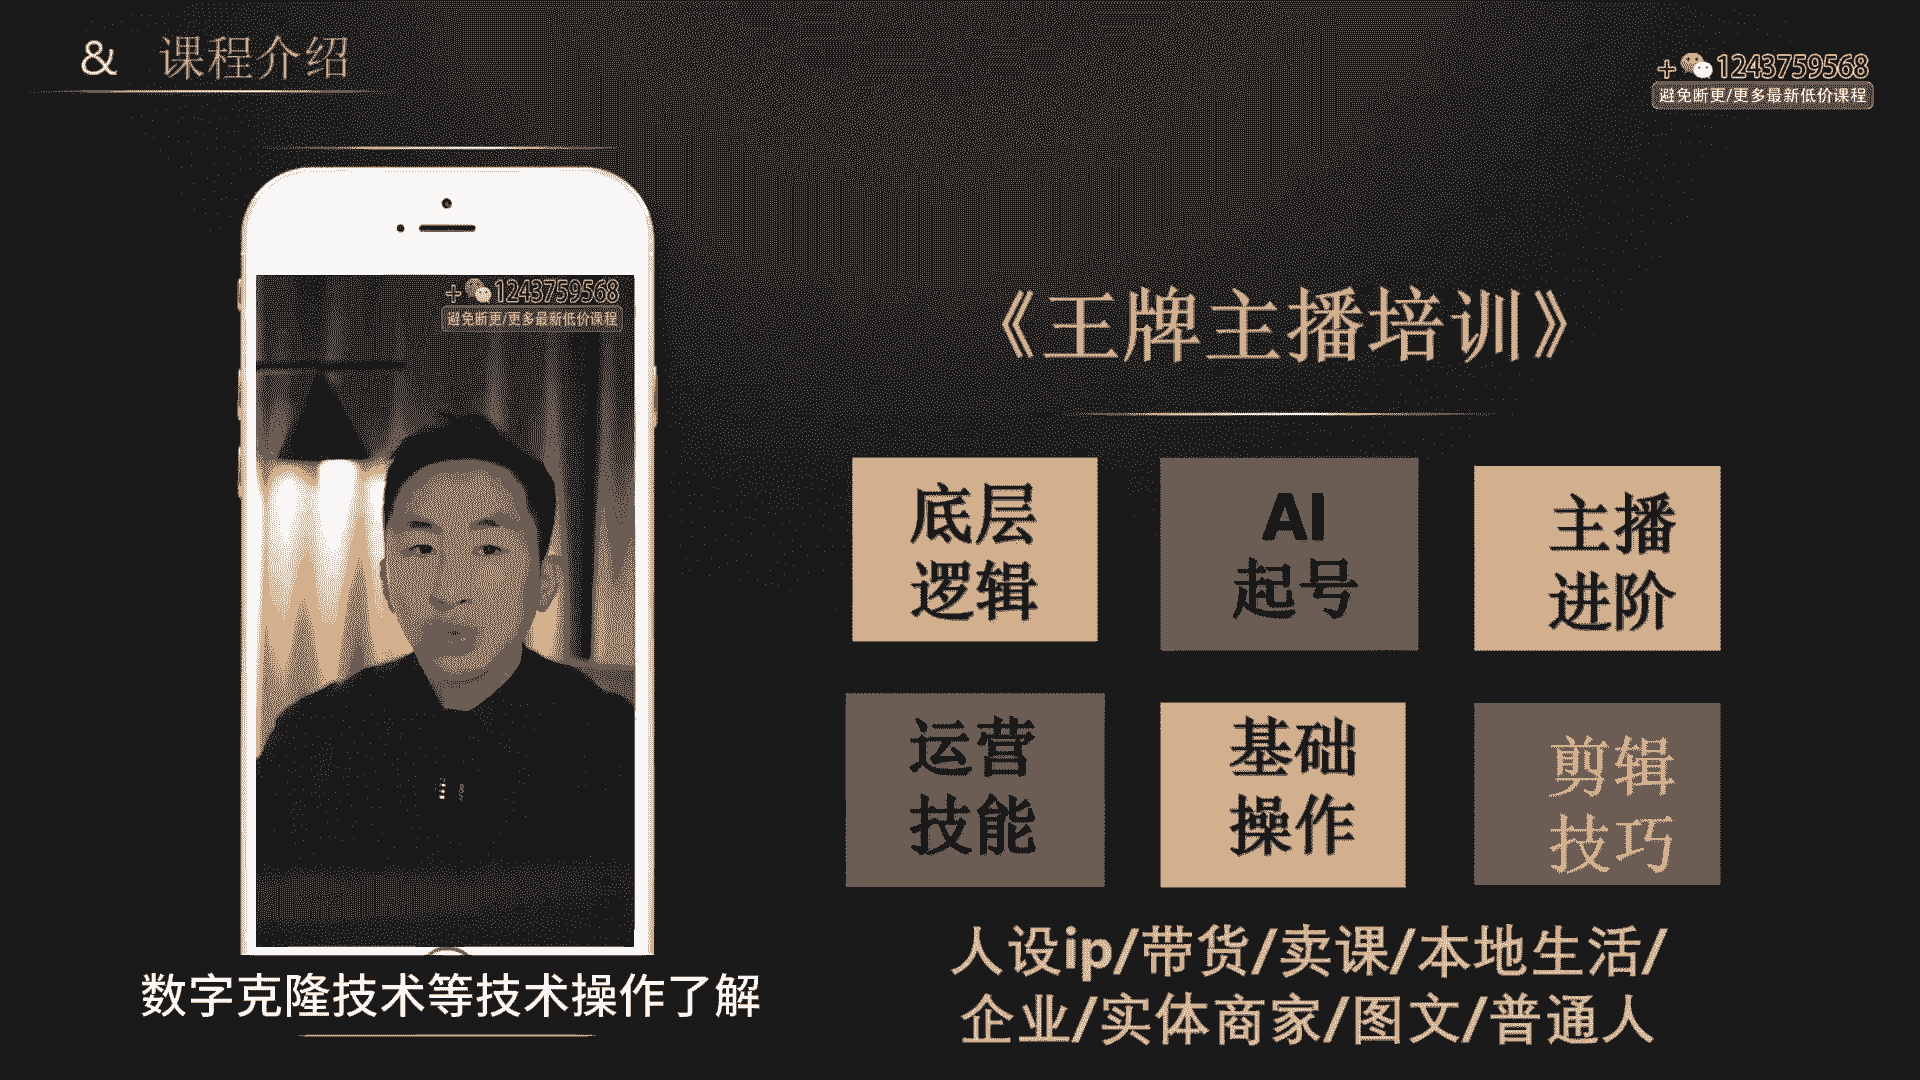 & 课程介绍
+1243759568
避免断更/更多最新低价课程
+1243759568
避免断更/更多最新低价课程
《王牌主播培训》
底层
逻辑
AI
起号
主播
进阶
运营
技能
基础
操作
剪辑
技巧
人设ip/带货/卖课/本地生活/
企业/实体商家/图文/普通人
数字克隆技术等技术操作了解